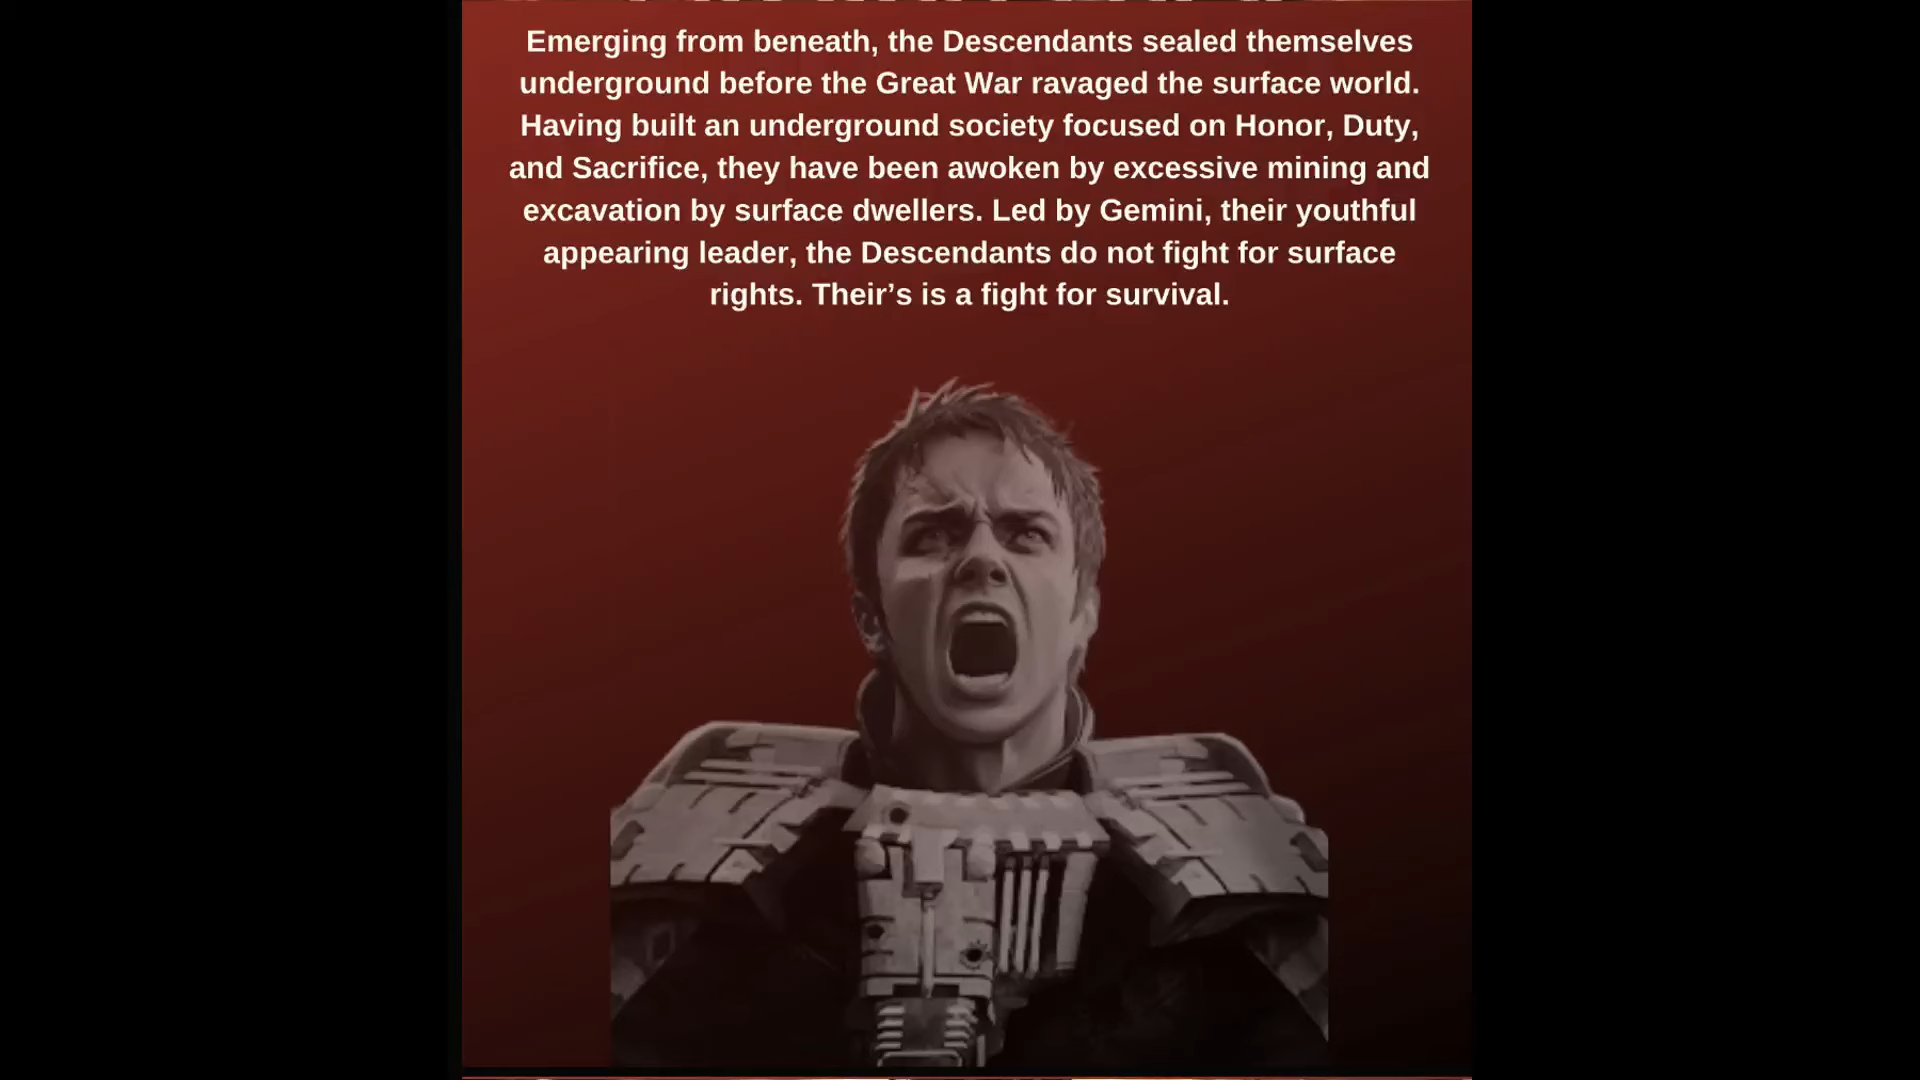 Emerging from beneath, the Descendants sealed themselves
underground before the Great War ravaged the surface world.
Having built an underground society focused on Honor, Duty,
and Sacrifice, they have been awoken by excessive mining and
excavation by surface dwellers. Led by Gemini, their youthful
appearing leader, the Descendants do not fight for surface
rights. Their’s is a fight for survival.